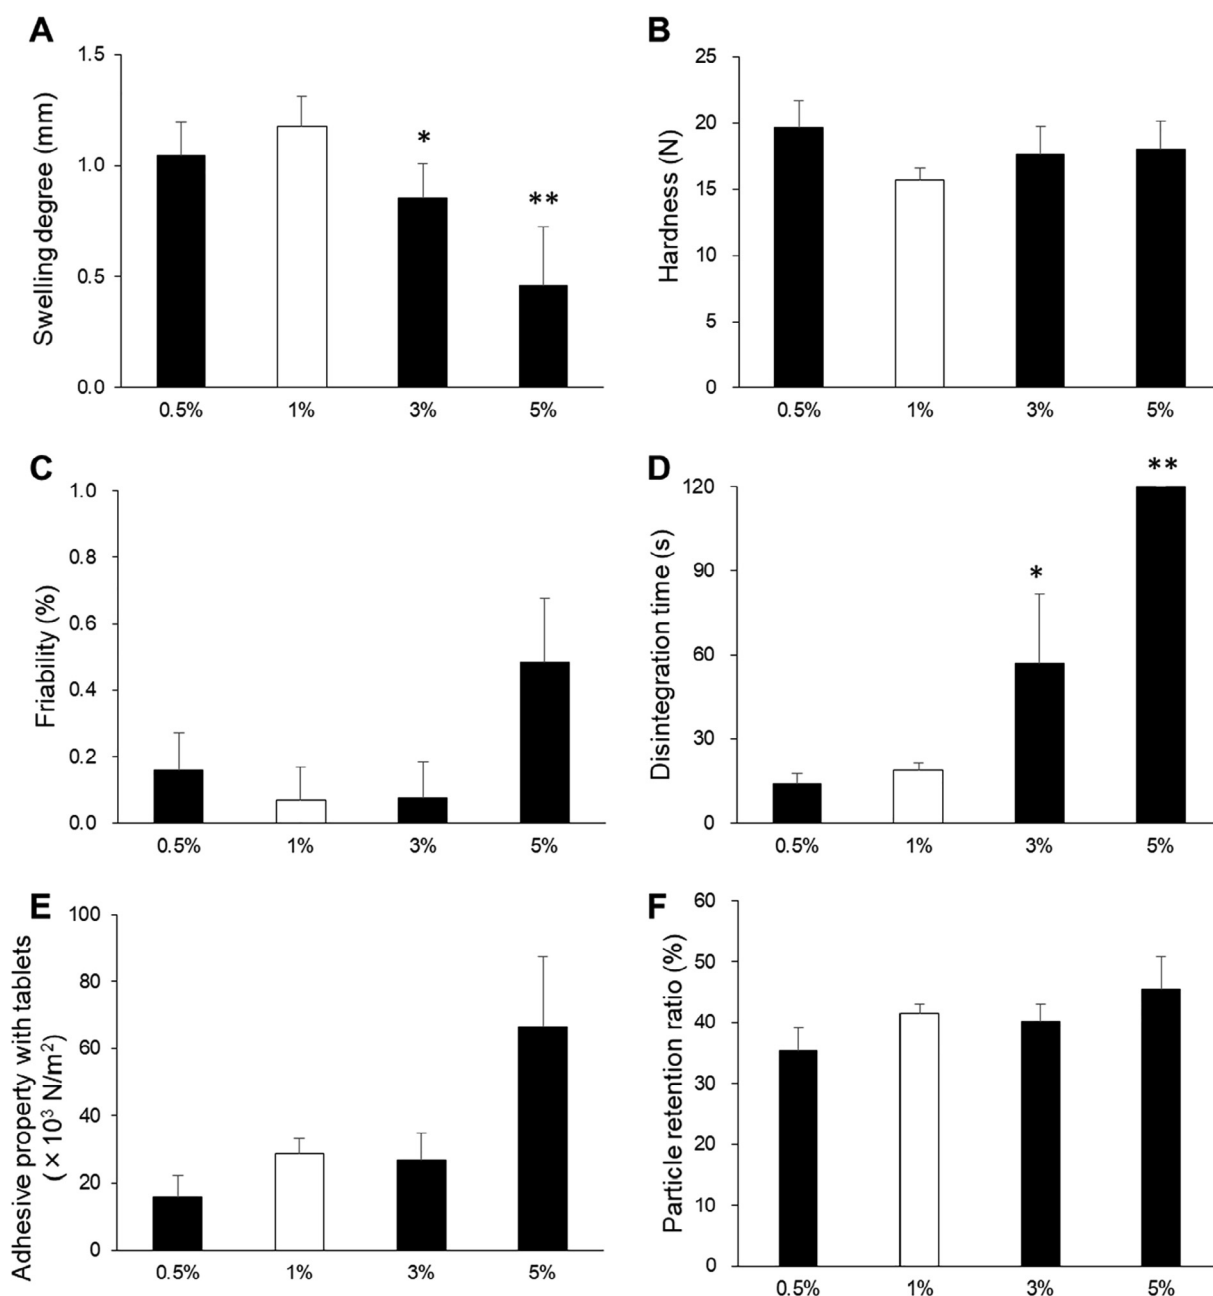 A
Swelling degree (mm)
1.5
1.0
0.5
0.0
*
**
0.5% 1% 3% 5%
B
Hardness (N)
25
20
15
10
5
0
0.5% 1% 3% 5%
C
Friability (%)
1.0
0.8
0.6
0.4
0.2
0.0
0.5% 1% 3% 5%
D
Disintegration time (s)
120
90
60
30
0
*
**
0.5% 1% 3% 5%
E
Adhesive property with tablets
(×10³ N/m²)
100
80
60
40
20
0
0.5% 1% 3% 5%
F
Particle retention ratio (%)
60
50
40
30
20
10
0
0.5% 1% 3% 5%